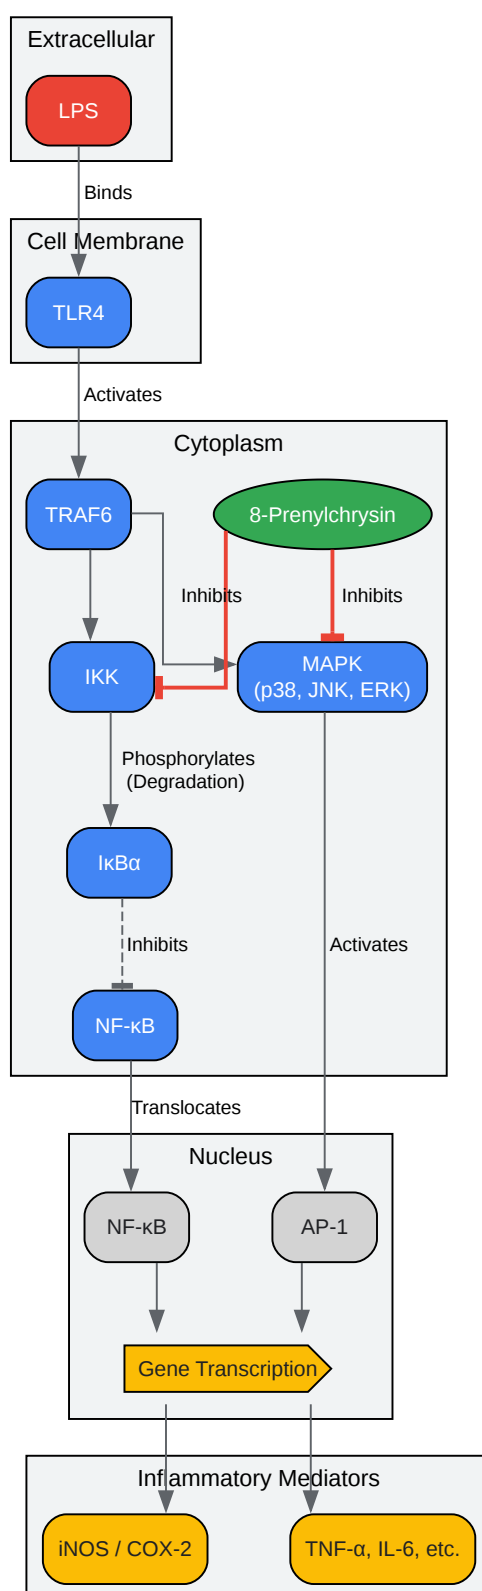 Extracellular
LPS
Binds
Cell Membrane
TLR4
Activates
Cytoplasm
TRAF6
8-Prenylchrysin
Inhibits
Inhibits
IKK
MAPK
(p38, JNK, ERK)
Phosphorylates
(Degradation)
IκBα
Inhibits
Activates
NF-κB
Translocates
Nucleus
NF-κB
AP-1
Gene Transcription
Inflammatory Mediators
iNOS / COX-2
TNF-α, IL-6, etc.